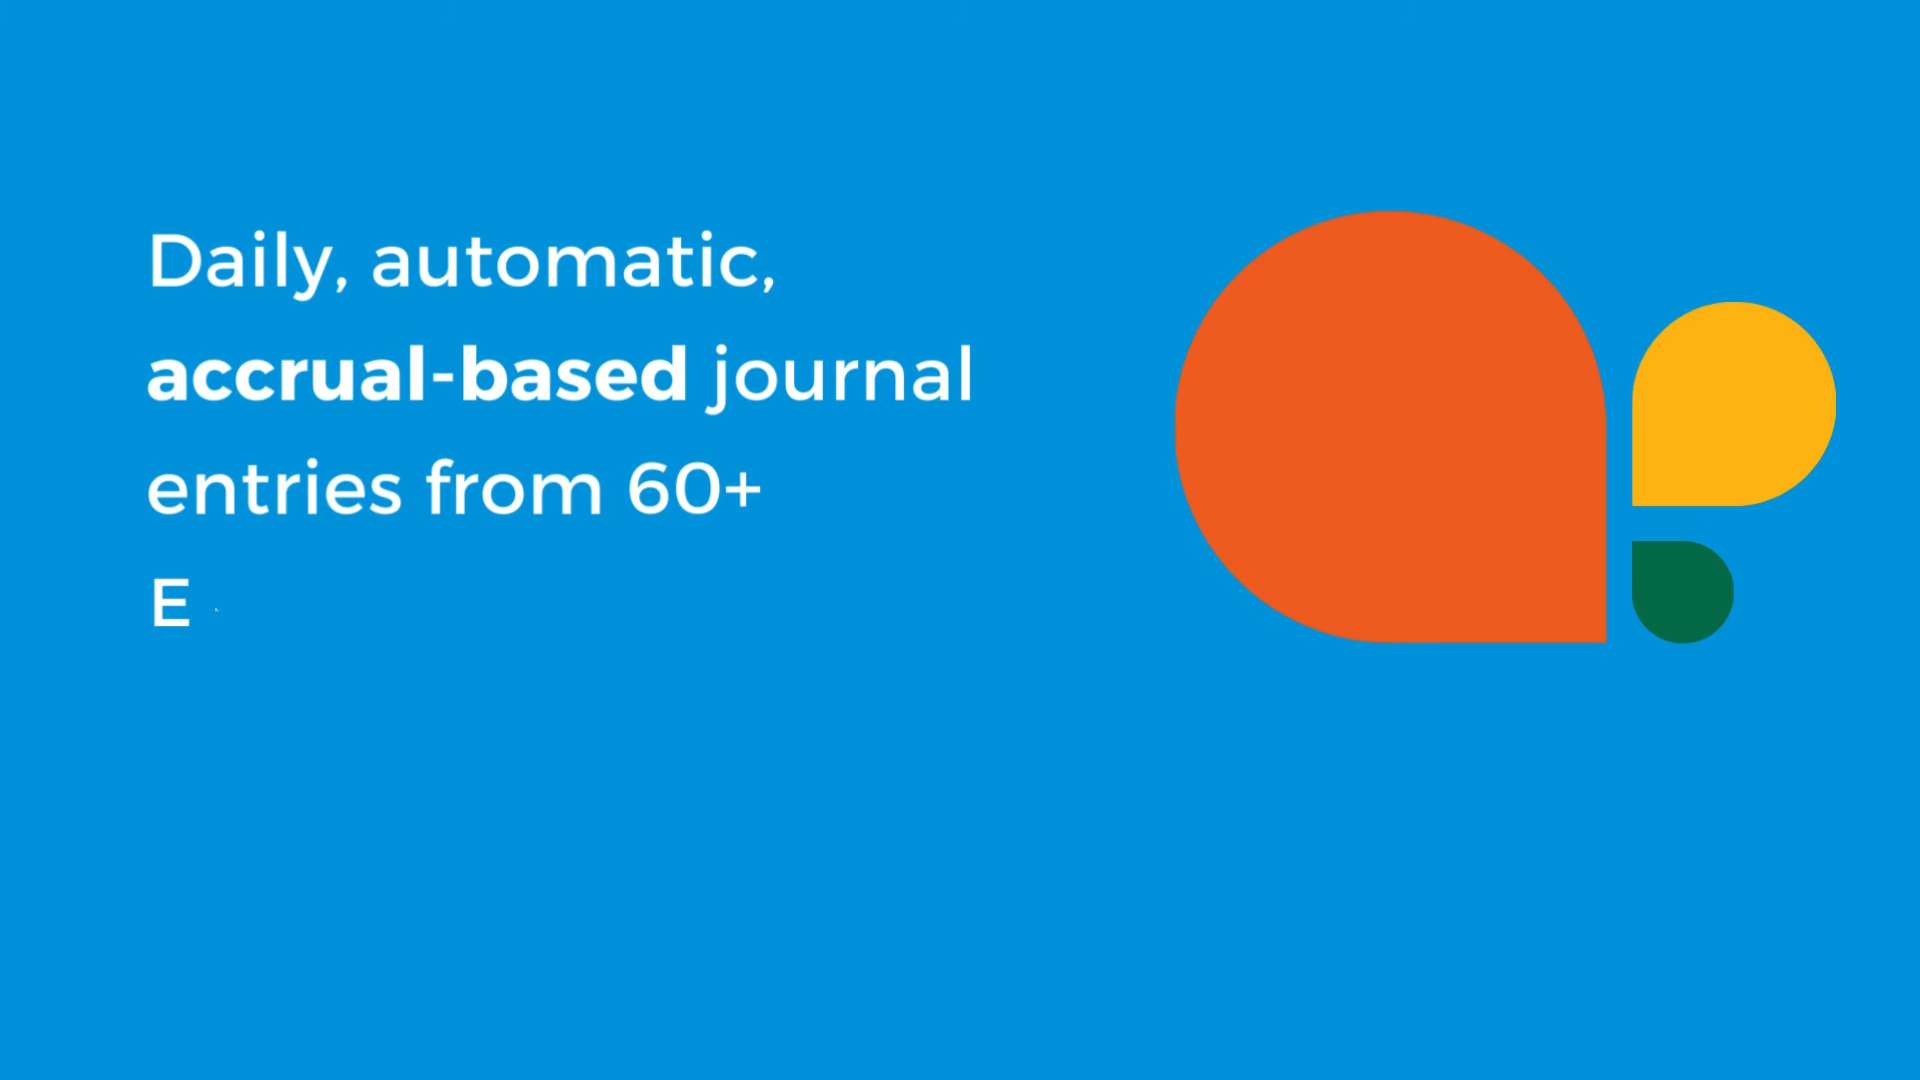 Daily, automatic,
accrual-based journal
entries from 60+
E